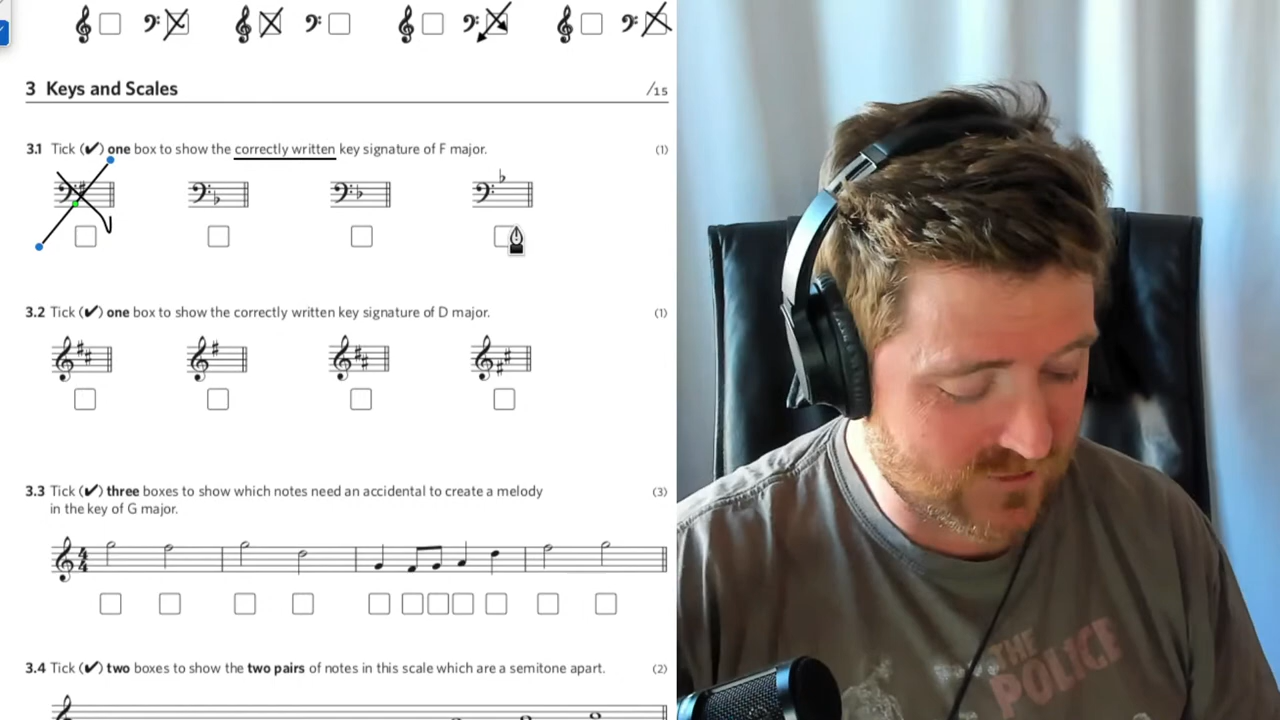 3 Keys and Scales /15
3.1 Tick (✔) one box to show the correctly written key signature of F major. (1)
3.2 Tick (✔) one box to show the correctly written key signature of D major. (1)
3.3 Tick (✔) three boxes to show which notes need an accidental to create a melody (3)
in the key of G major.
4
4
3.4 Tick (✔) two boxes to show the two pairs of notes in this scale which are a semitone apart. (2)
THE
POLICE